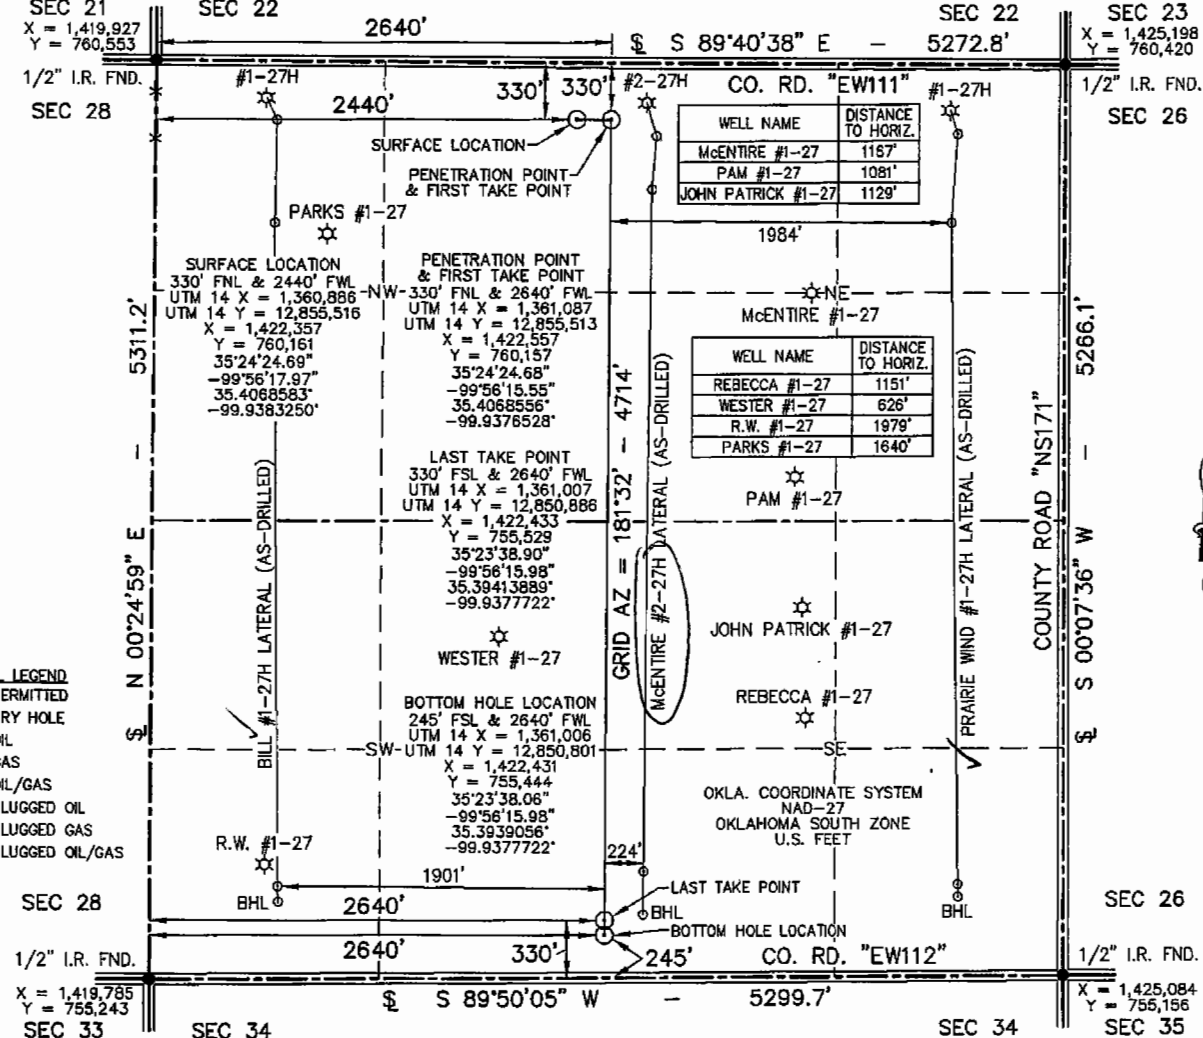 SEC 21
SEC 22
SEC 22
SEC 23
X = 1,419,927
Y = 760,553
2640'
S 89°40'38" E - 5272.8'
X = 1,425,198
Y = 760,420
1/2" I.R. FND.
#1-27H
330'
330'
#2-27H
CO. RD. "EW111"
#1-27H
1/2" I.R. FND.
SEC 28
2440'
SEC 26
SURFACE LOCATION
PENETRATION POINT
& FIRST TAKE POINT
WELL NAME DISTANCE TO HORIZ.
McENTIRE #1-27 1167'
PAM #1-27 1081'
JOHN PATRICK #1-27 1129'
PARKS #1-27
1984'
SURFACE LOCATION
330' FNL & 2440' FWL
UTM 14 X = 1,360,886
UTM 14 Y = 12,855,516
X = 1,422,357
Y = 760,161
35°24'24.69"
-99°56'17.97"
35.4068583°
-99.9383250°
NW
PENETRATION POINT
& FIRST TAKE POINT
330' FNL & 2640' FWL
UTM 14 X = 1,361,087
UTM 14 Y = 12,855,513
X = 1,422,557
Y = 760,157
35°24'24.68"
-99°56'15.55"
35.4068556°
-99.9376528°
NE
McENTIRE #1-27
WELL NAME DISTANCE TO HORIZ.
REBECCA #1-27 1151'
WESTER #1-27 626'
R.W. #1-27 1979'
PARKS #1-27 1640'
N 00°24'59" E - 5311.2'
BILL #1-27H LATERAL (AS-DRILLED)
GRID AZ = 181°32' - 4714'
McENTIRE #2-27H LATERAL (AS-DRILLED)
PRAIRIE WIND #1-27H LATERAL (AS-DRILLED)
COUNTY ROAD "NS171"
S 00°07'36" W - 5266.1'
LAST TAKE POINT
330' FSL & 2640' FWL
UTM 14 X = 1,361,007
UTM 14 Y = 12,850,886
X = 1,422,433
Y = 755,529
35°23'38.90"
-99°56'15.98"
35.39413889°
-99.9377722°
PAM #1-27
WESTER #1-27
JOHN PATRICK #1-27
REBECCA #1-27
LEGEND
DRY HOLE
OIL
GAS
OIL/GAS
PLUGGED OIL
PLUGGED GAS
PLUGGED OIL/GAS
BOTTOM HOLE LOCATION
245' FSL & 2640' FWL
UTM 14 X = 1,361,006
UTM 14 Y = 12,850,801
X = 1,422,431
Y = 755,444
35°23'38.06"
-99°56'15.98"
35.3939056°
-99.9377722°
SW
SE
OKLA. COORDINATE SYSTEM
NAD-27
OKLAHOMA SOUTH ZONE
U.S. FEET
R.W. #1-27
224'
1901'
LAST TAKE POINT
SEC 28
BHL
2640'
BHL
BHL
SEC 26
BOTTOM HOLE LOCATION
1/2" I.R. FND.
2640'
330'
245'
CO. RD. "EW112"
1/2" I.R. FND.
X = 1,419,785
Y = 755,243
S 89°50'05" W - 5299.7'
X = 1,425,084
Y = 755,156
SEC 33
SEC 34
SEC 34
SEC 35